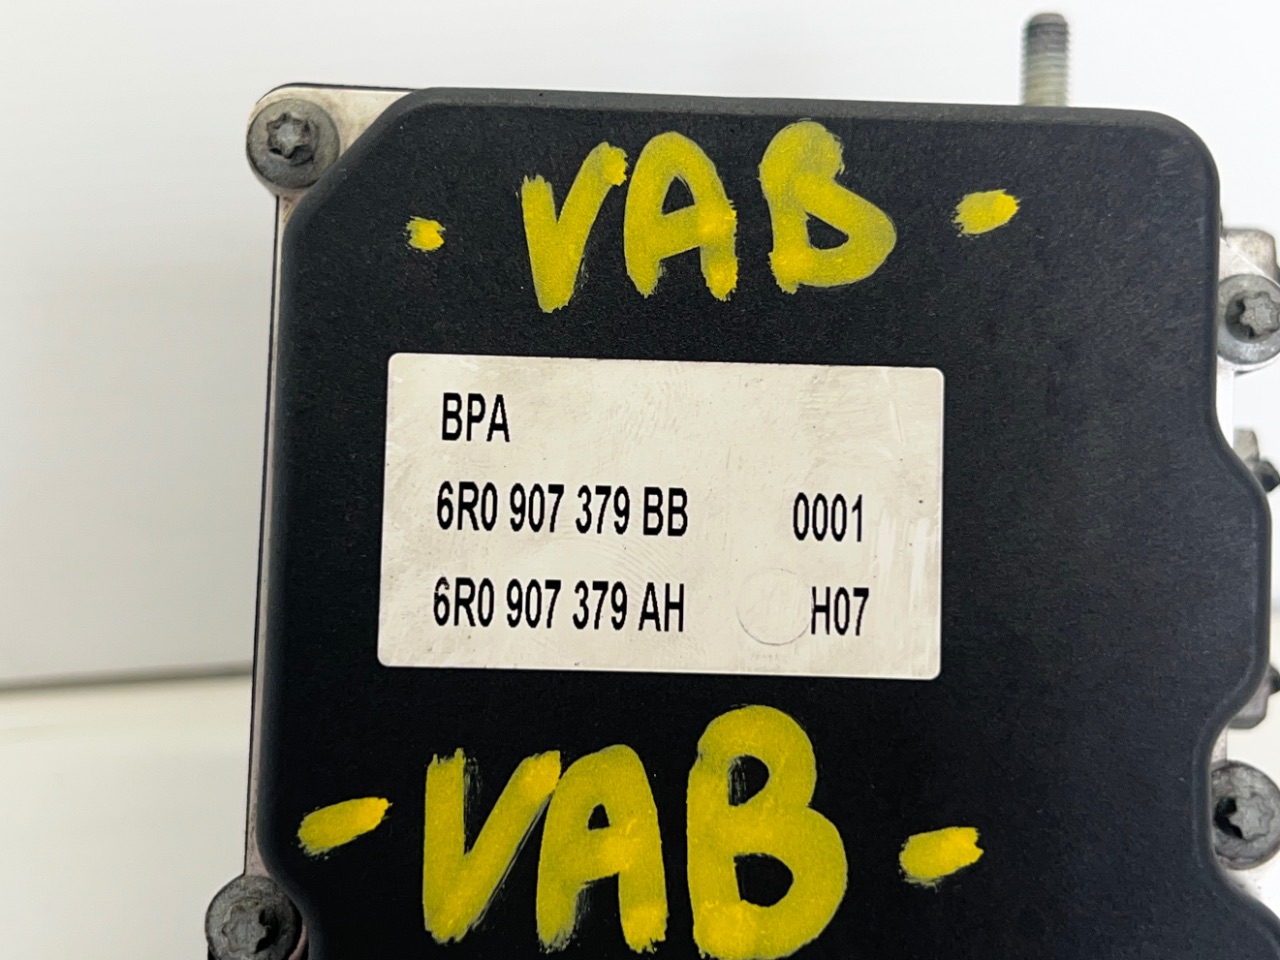 - VAB -
BPA
6R0 907 379 BB 0001
6R0 907 379 AH H07
- VAB -